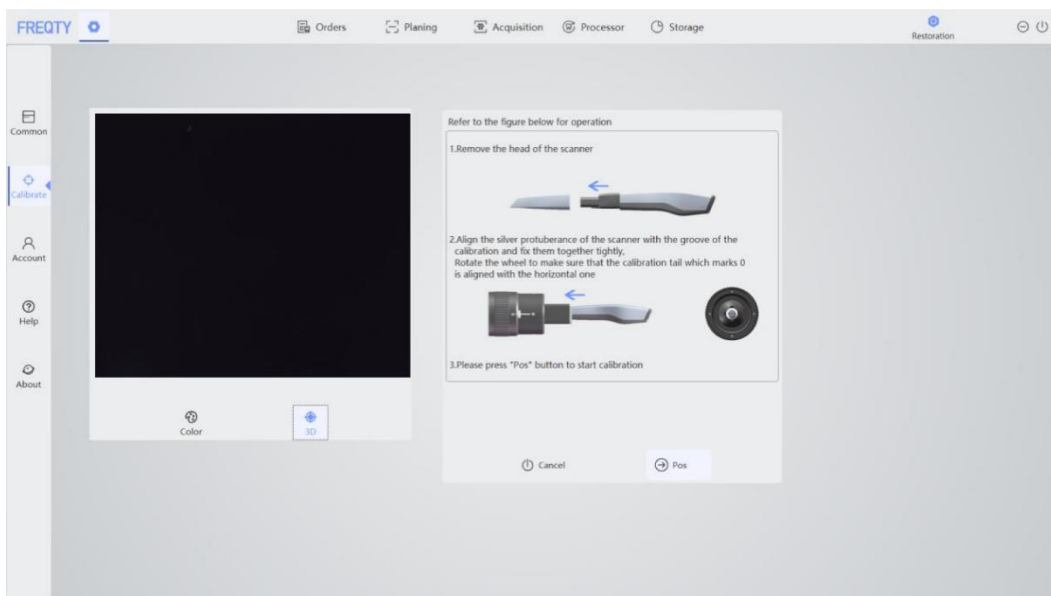 FREQTY
Orders
Planing
Acquisition
Processor
Storage
Restoration
Common
Calibrate
Account
Help
About
Color
3D
Refer to the figure below for operation
1.Remove the head of the scanner
2.Align the silver protuberance of the scanner with the groove of the
calibration and fix them together tightly,
Rotate the wheel to make sure that the calibration tail which marks 0
is aligned with the horizontal one
3.Please press "Pos" button to start calibration
Cancel
Pos